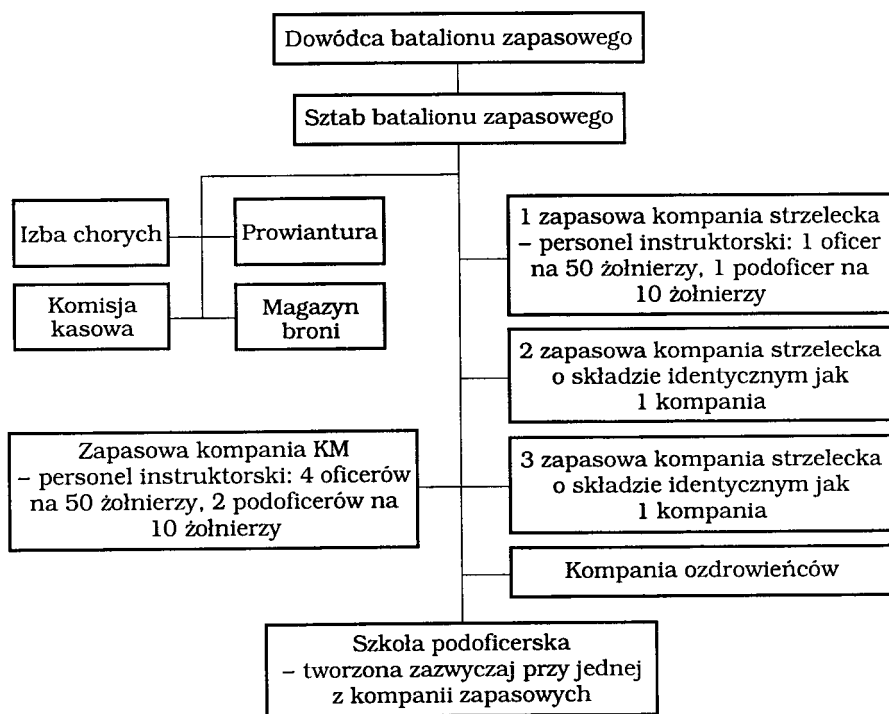 Dowódca batalionu zapasowego
Sztab batalionu zapasowego
Izba chorych
Prowiantura
Komisja
kasowa
Magazyn
broni
1 zapasowa kompania strzelecka
– personel instruktorski: 1 oficer
na 50 żołnierzy, 1 podoficer na
10 żołnierzy
2 zapasowa kompania strzelecka
o składzie identycznym jak
1 kompania
Zapasowa kompania KM
– personel instruktorski: 4 oficerów
na 50 żołnierzy, 2 podoficerów na
10 żołnierzy
3 zapasowa kompania strzelecka
o składzie identycznym jak
1 kompania
Kompania ozdrowieńców
Szkoła podoficerska
– tworzona zazwyczaj przy jednej
z kompanii zapasowych